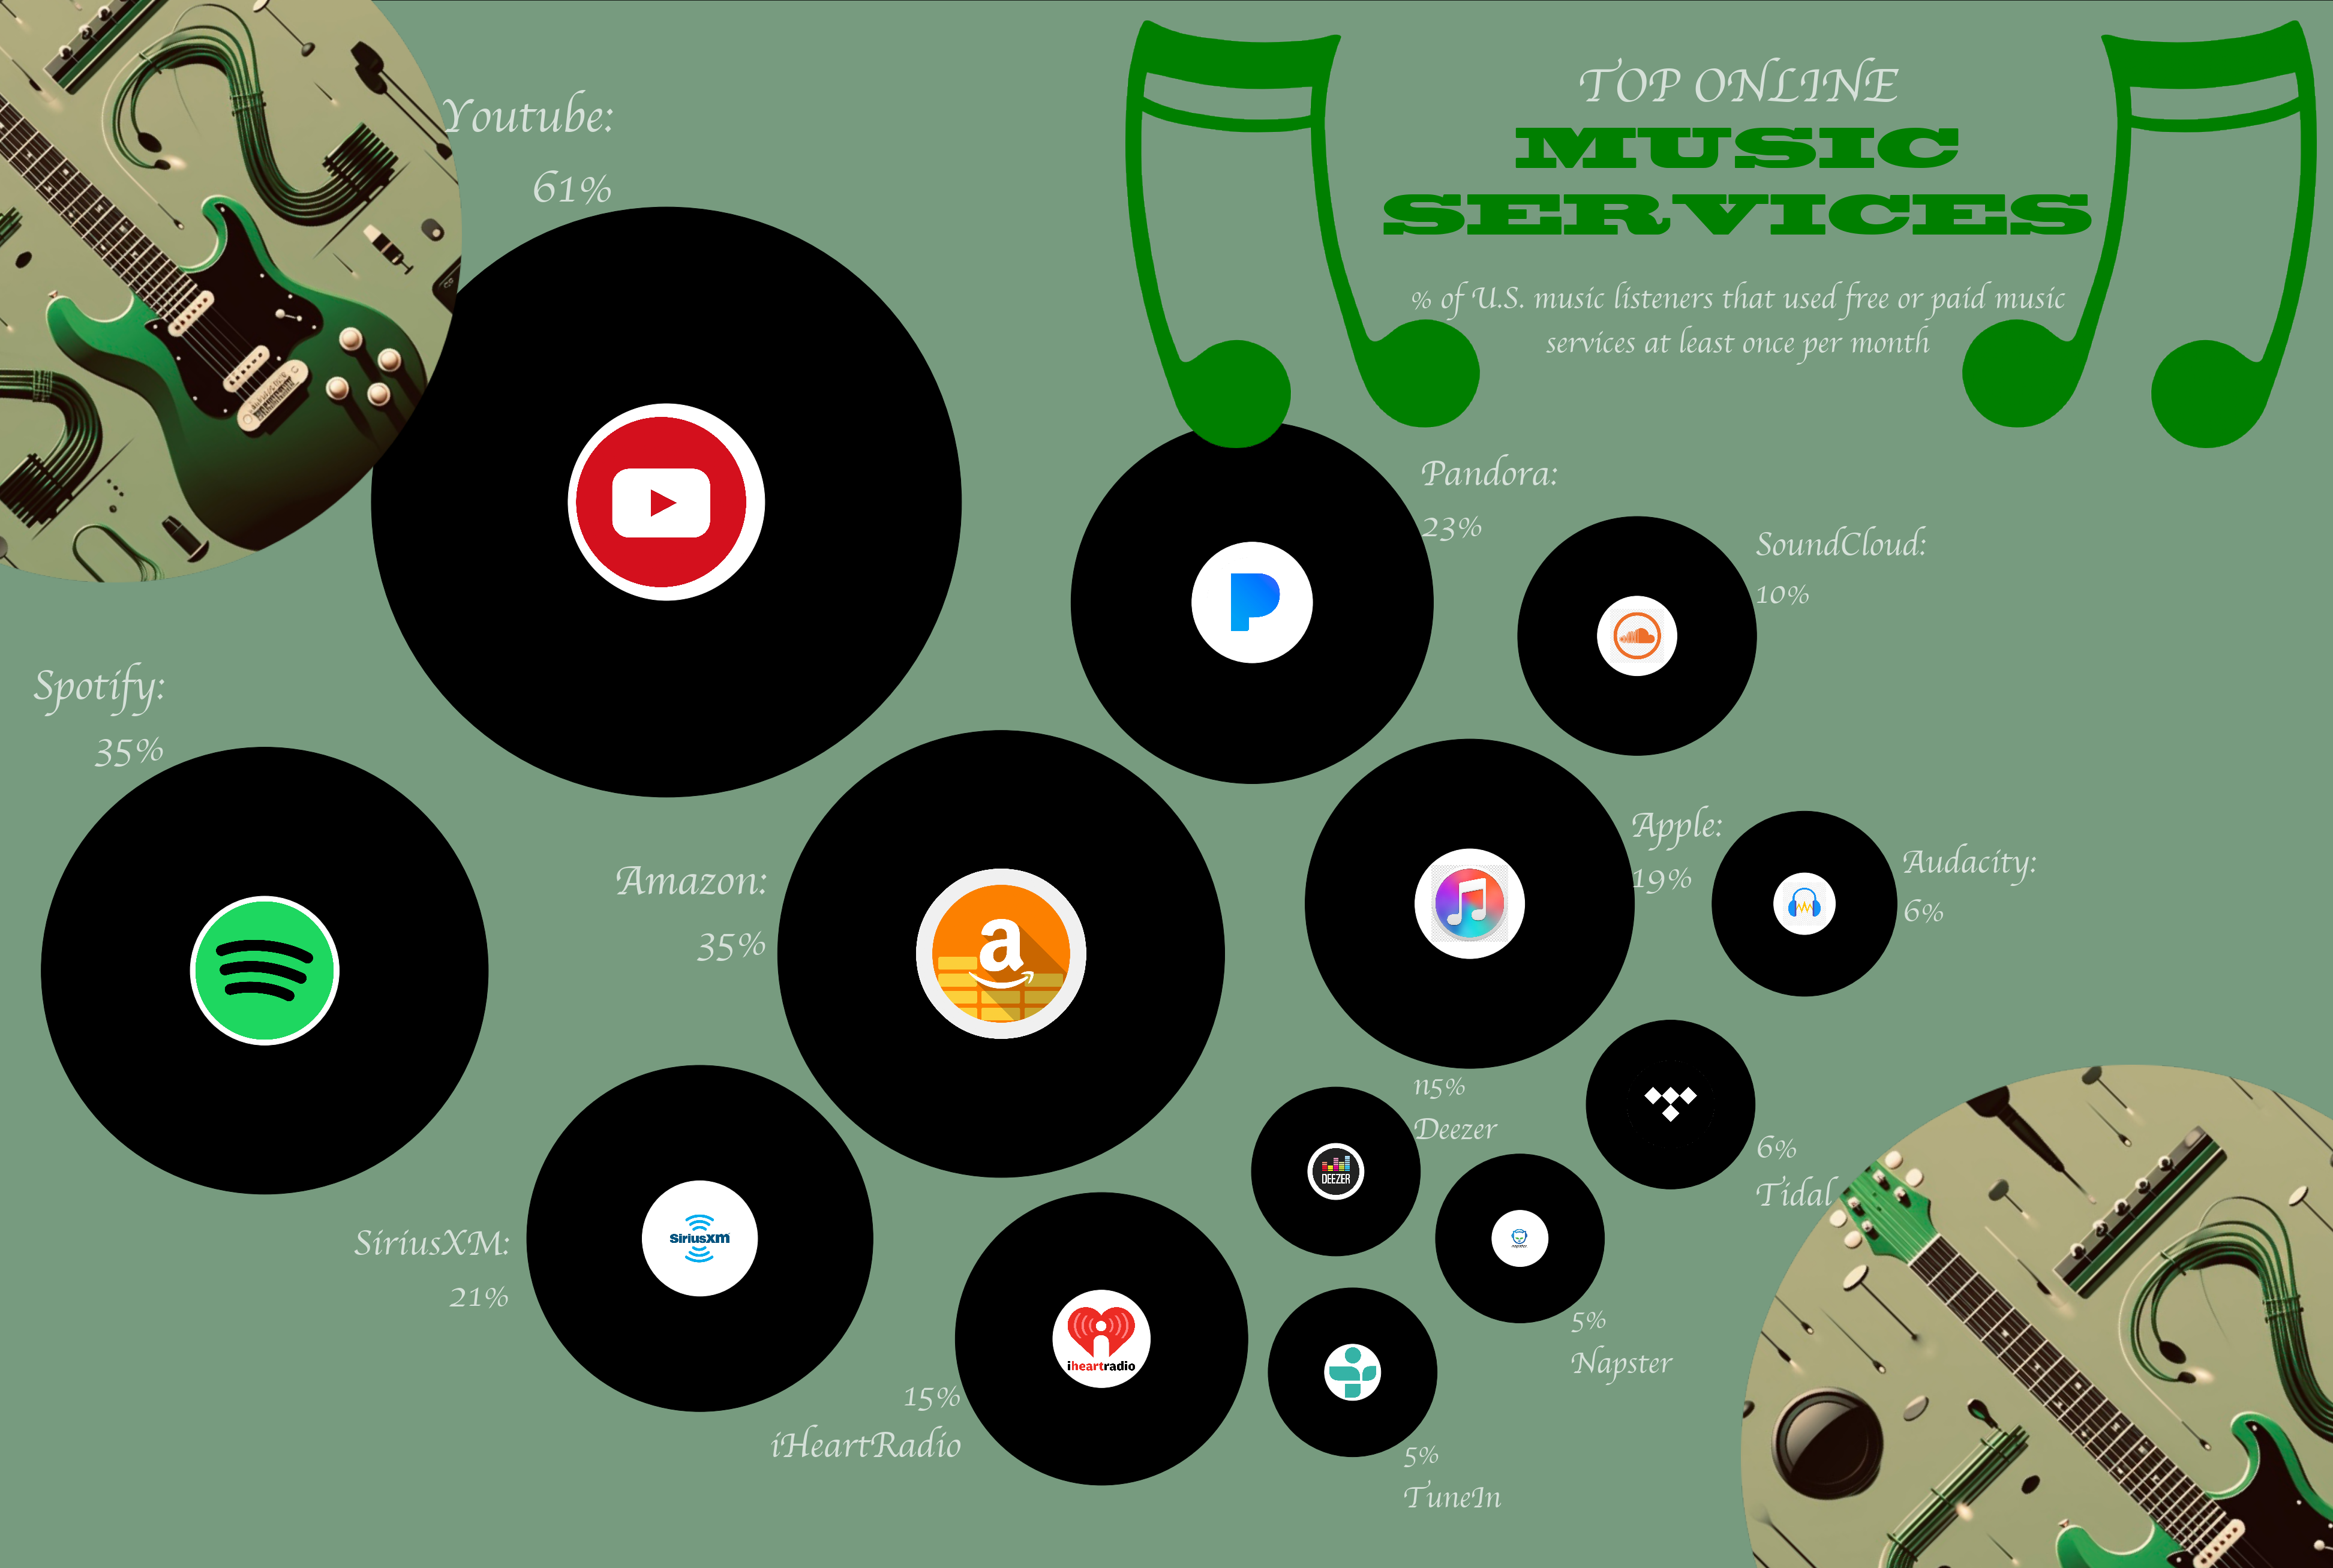 TOP ONLINE
MUSIC
SERVICES
% of U.S. music listeners that used free or paid music
services at least once per month
Youtube:
61%
Pandora:
23%
SoundCloud:
10%
Spotify:
35%
Amazon:
35%
Apple:
19%
Audacity:
6%
n5%
Deezer
DEEZER
6%
Tidal
SiriusXM:
21%
SiriusXM
a
15%
iHeartRadio
iheartradio
5%
Napster
napster
5%
TuneIn